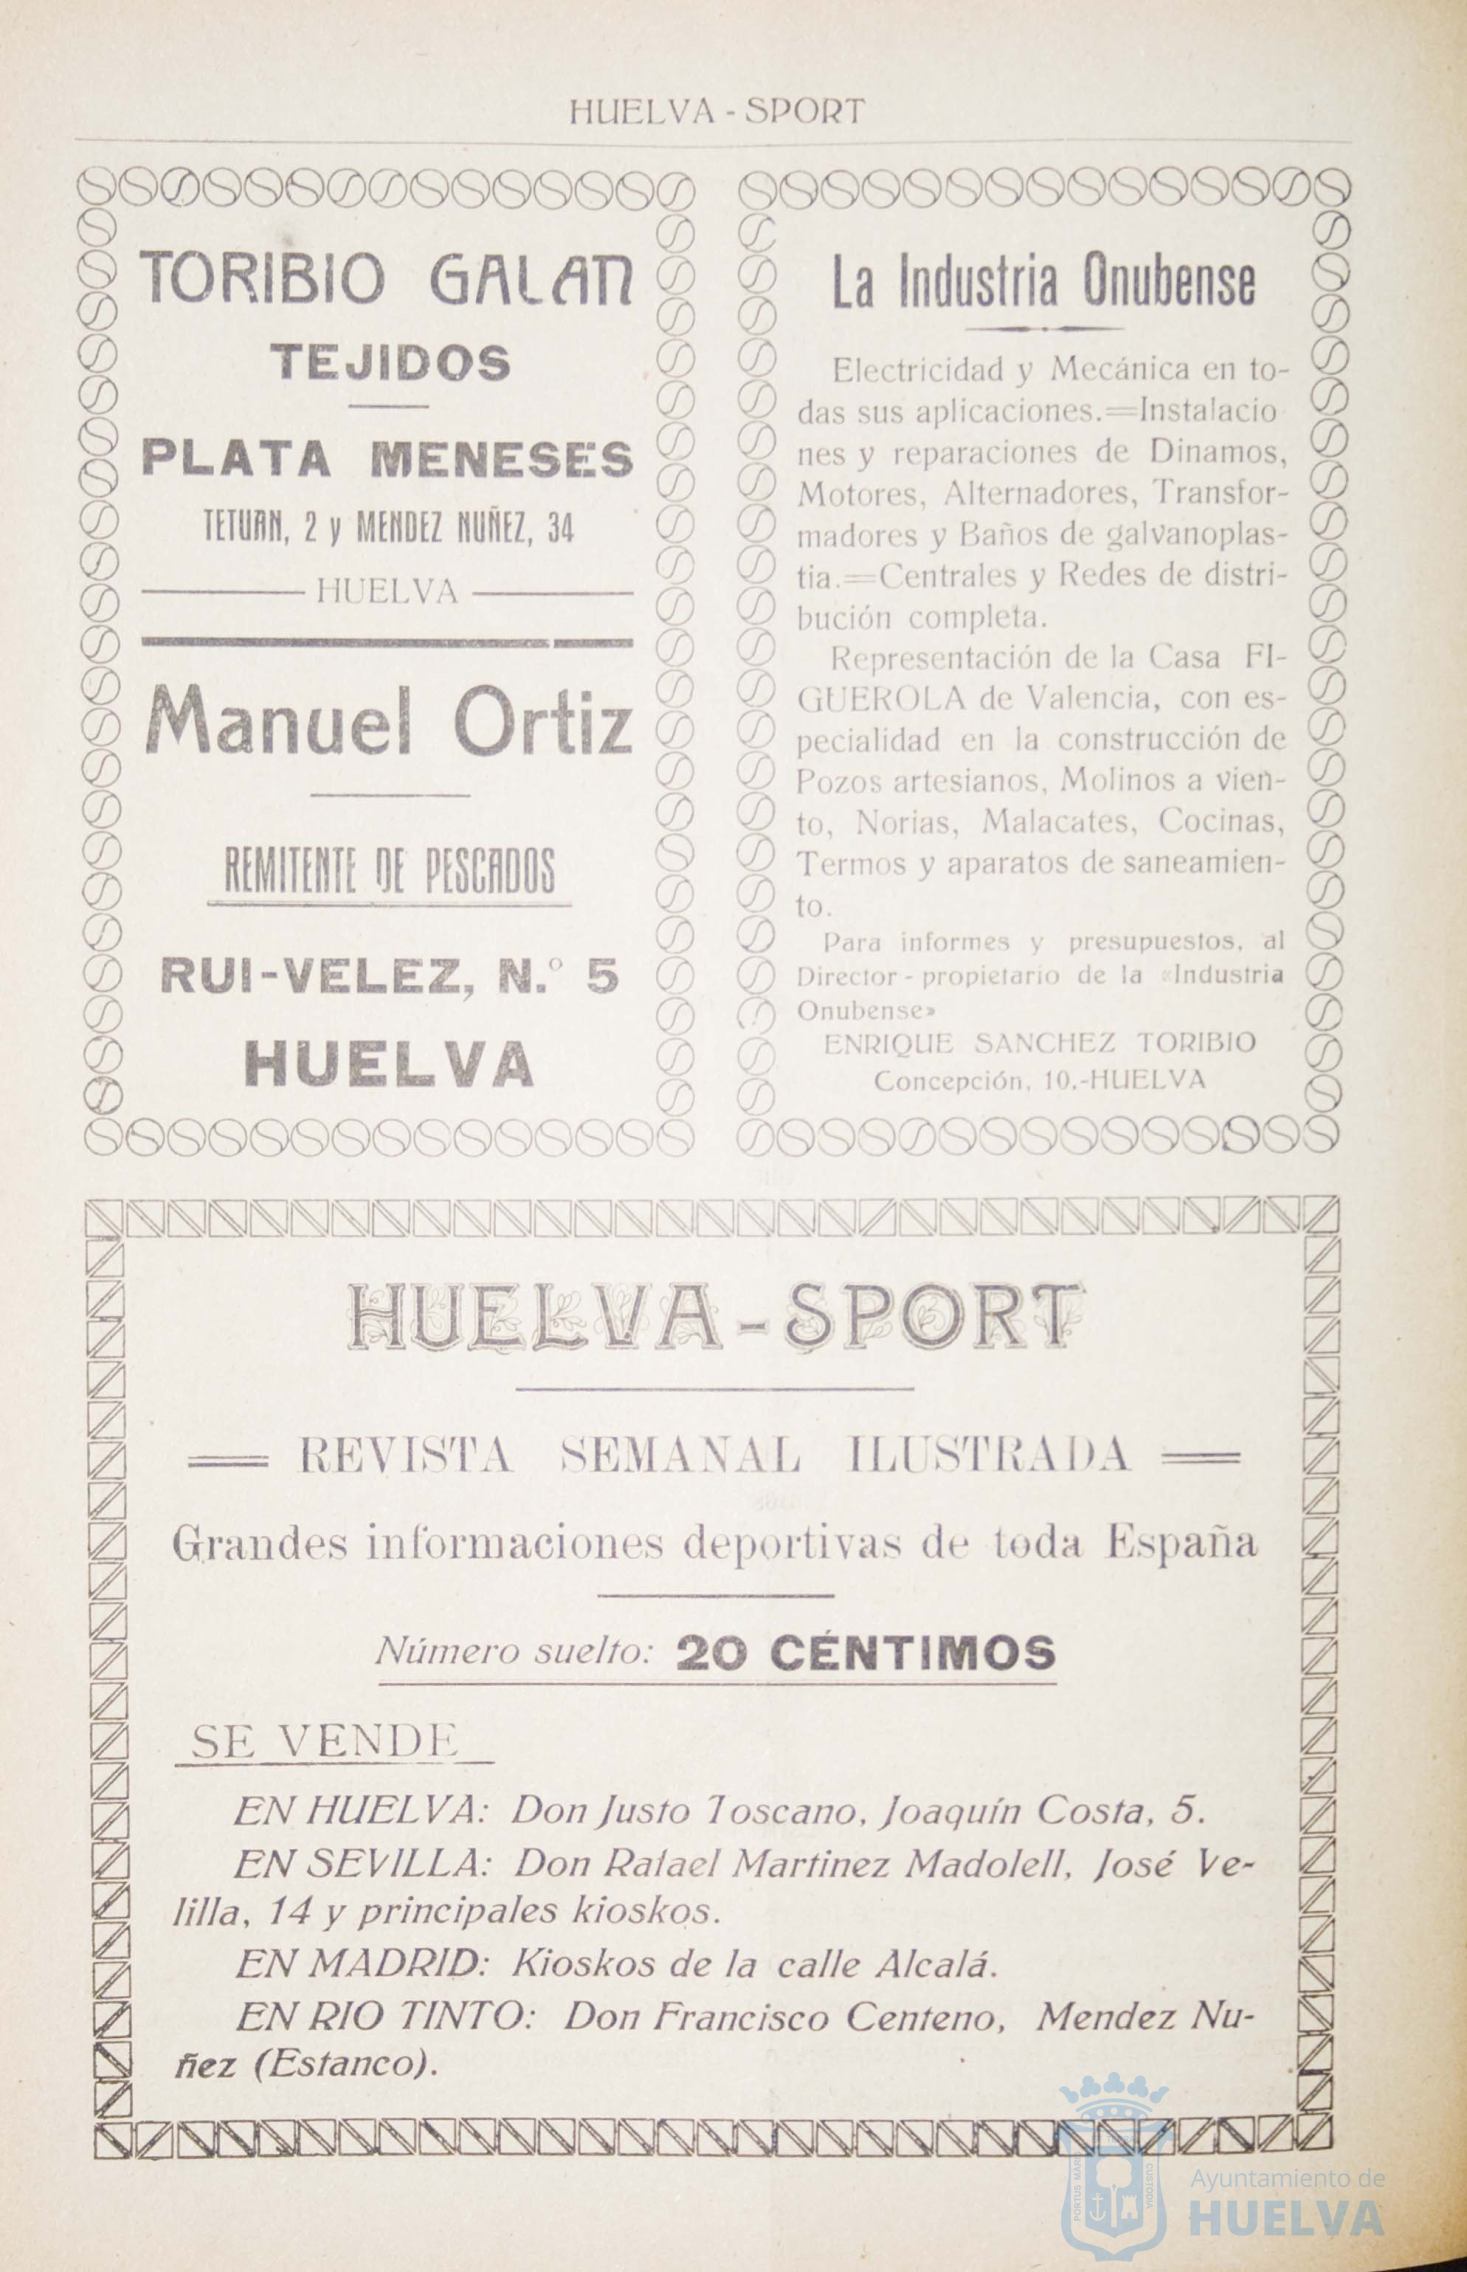 HUELVA - SPORT
TORIBIO GALAN
TEJIDOS
PLATA MENESES
TETUAN, 2 y MENDEZ NUÑEZ, 34
HUELVA
Manuel Ortiz
REMITENTE DE PESCADOS
RUI-VELEZ, N.º 5
HUELVA
La Industria Onubense
Electricidad y Mecánica en to-
das sus aplicaciones.=Instalacio
nes y reparaciones de Dinamos,
Motores, Alternadores, Transfor-
madores y Baños de galvanoplas-
tia.=Centrales y Redes de distri-
bución completa.
Representación de la Casa FI-
GUEROLA de Valencia, con es-
pecialidad en la construcción de
Pozos artesianos, Molinos a vien-
to, Norias, Malacates, Cocinas,
Termos y aparatos de saneamien-
to.
Para informes y presupuestos, al
Director - propietario de la «Industria
Onubense»
ENRIQUE SANCHEZ TORIBIO
Concepción, 10.-HUELVA
HUELVA - SPORT
REVISTA SEMANAL ILUSTRADA
Grandes informaciones deportivas de toda España
Número suelto: 20 CÉNTIMOS
SE VENDE
EN HUELVA: Don Justo Toscano, Joaquín Costa, 5.
EN SEVILLA: Don Rafael Martinez Madolell, José Ve-
lilla, 14 y principales kioskos.
EN MADRID: Kioskos de la calle Alcalá.
EN RIO TINTO: Don Francisco Centeno, Mendez Nu-
ñez (Estanco).
Ayuntamiento de
HUELVA